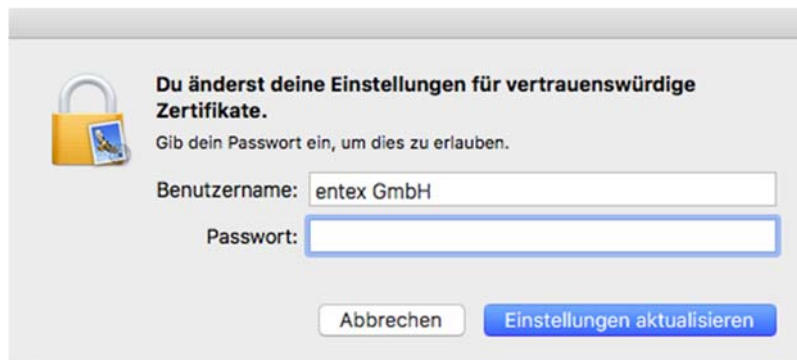 Du änderst deine Einstellungen für vertrauenswürdige
Zertifikate.
Gib dein Passwort ein, um dies zu erlauben.
Benutzername: entex GmbH
Passwort:
Abbrechen Einstellungen aktualisieren